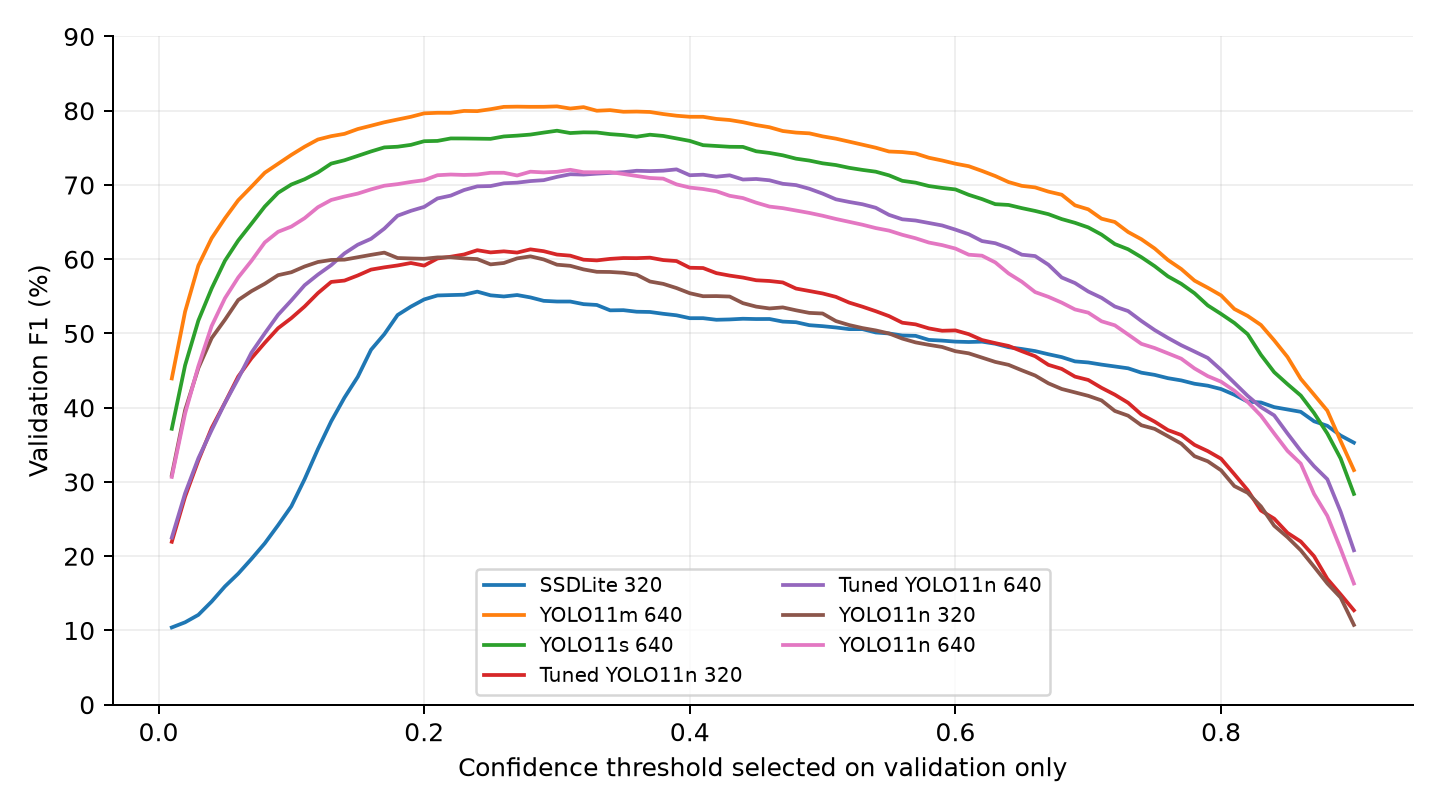 90
80
70
60
50
40
30
20
10
0
Validation F1 (%)
SSDLite 320
YOLO11m 640
YOLO11s 640
Tuned YOLO11n 320
Tuned YOLO11n 640
YOLO11n 320
YOLO11n 640
0.0 0.2 0.4 0.6 0.8
Confidence threshold selected on validation only